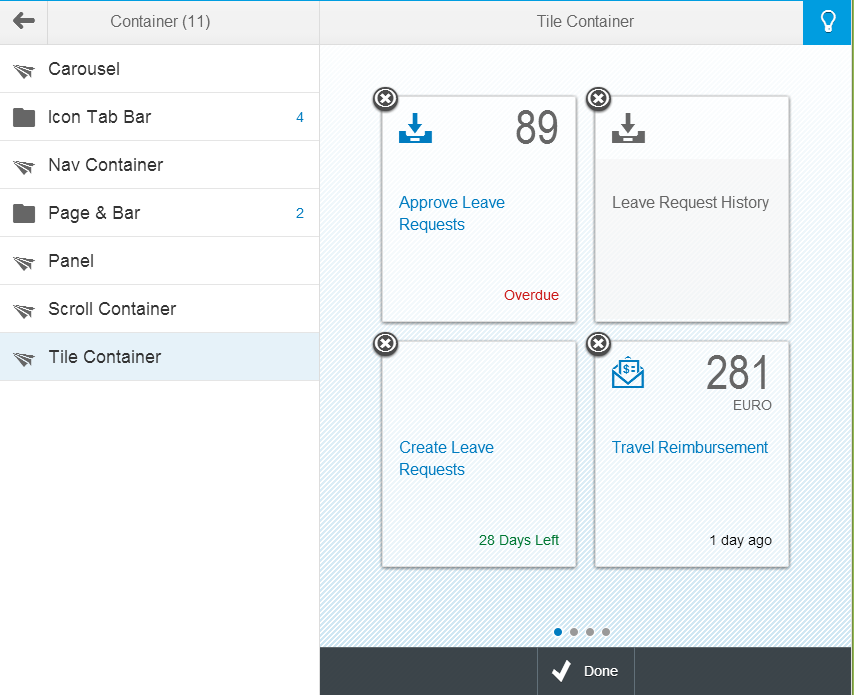 Container (11)
Carousel
Icon Tab Bar 4
Nav Container
Page & Bar 2
Panel
Scroll Container
Tile Container
Tile Container
89
Approve Leave
Requests
Overdue
Leave Request History
Create Leave
Requests
28 Days Left
$
281
EURO
Travel Reimbursement
1 day ago
Done